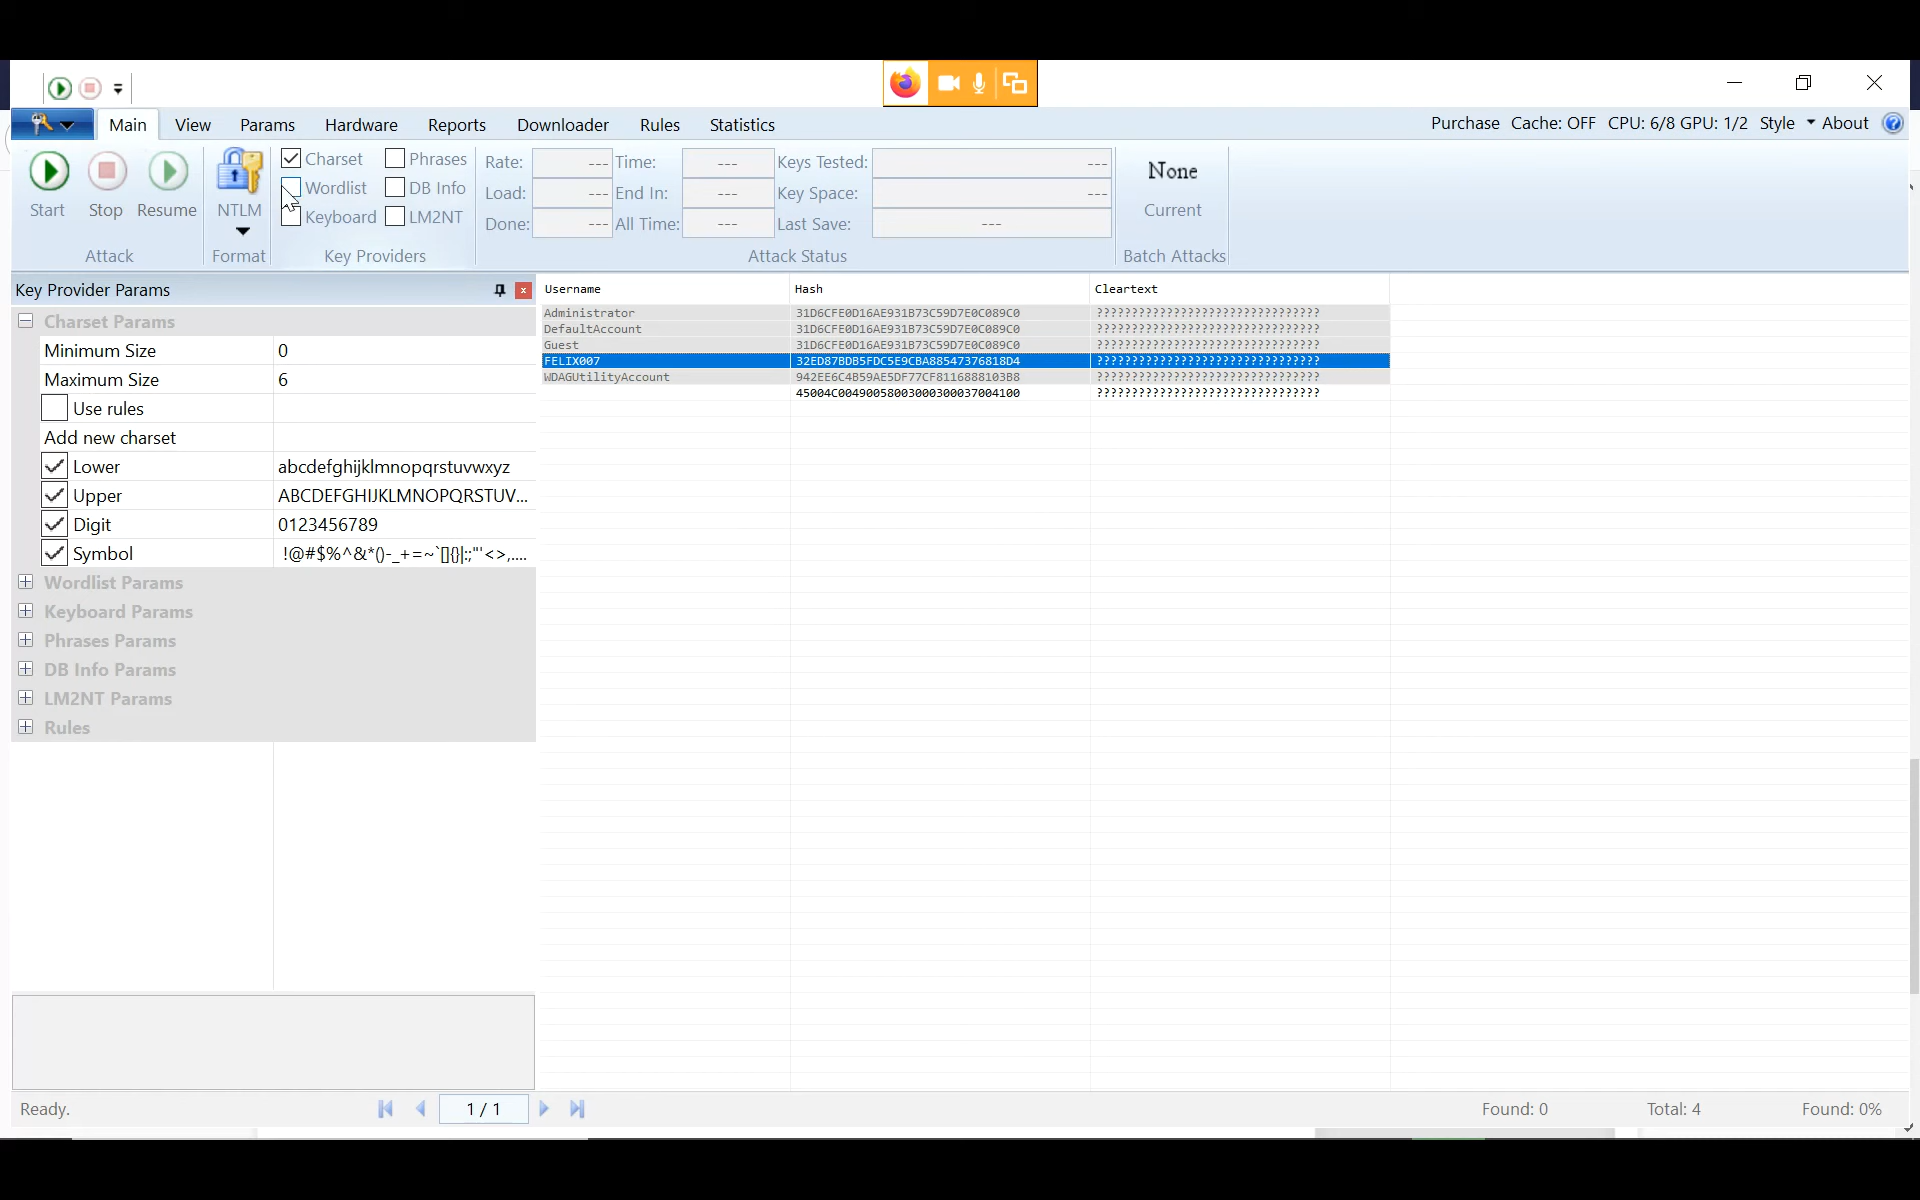 Main View Params Hardware Reports Downloader Rules Statistics Purchase Cache: OFF CPU: 6/8 GPU: 1/2 Style About
Charset Phrases Rate: --- Time: --- Keys Tested: --- None
Wordlist DB Info Load: --- End In: --- Key Space: ---
Start Stop Resume NTLM Keyboard LM2NT Done: --- All Time: --- Last Save: --- Current
Attack Format Key Providers Attack Status Batch Attacks
Key Provider Params
Charset Params
Minimum Size 0
Maximum Size 6
Use rules
Add new charset
Lower abcdefghijklmnopqrstuvwxyz
Upper ABCDEFGHIJKLMNOPQRSTUV...
Digit 0123456789
Symbol !@#$%^&*()-_+=~`[]{}|:;"'<>,....
Wordlist Params
Keyboard Params
Phrases Params
DB Info Params
LM2NT Params
Rules
Username Hash Cleartext
Administrator 31D6CFE0D16AE931B73C59D7E0C089C0 ????????????????????????????????
DefaultAccount 31D6CFE0D16AE931B73C59D7E0C089C0 ????????????????????????????????
Guest 31D6CFE0D16AE931B73C59D7E0C089C0 ????????????????????????????????
FELIX007 32ED87BDB5FDC5E9CBA88547376818D4 ????????????????????????????????
WDAGUtilityAccount 942EE6C4B59AE5DF77CF8116888103B8 ????????????????????????????????
45004C00490058003000300037004100 ????????????????????????????????
Ready. 1 / 1 Found: 0 Total: 4 Found: 0%